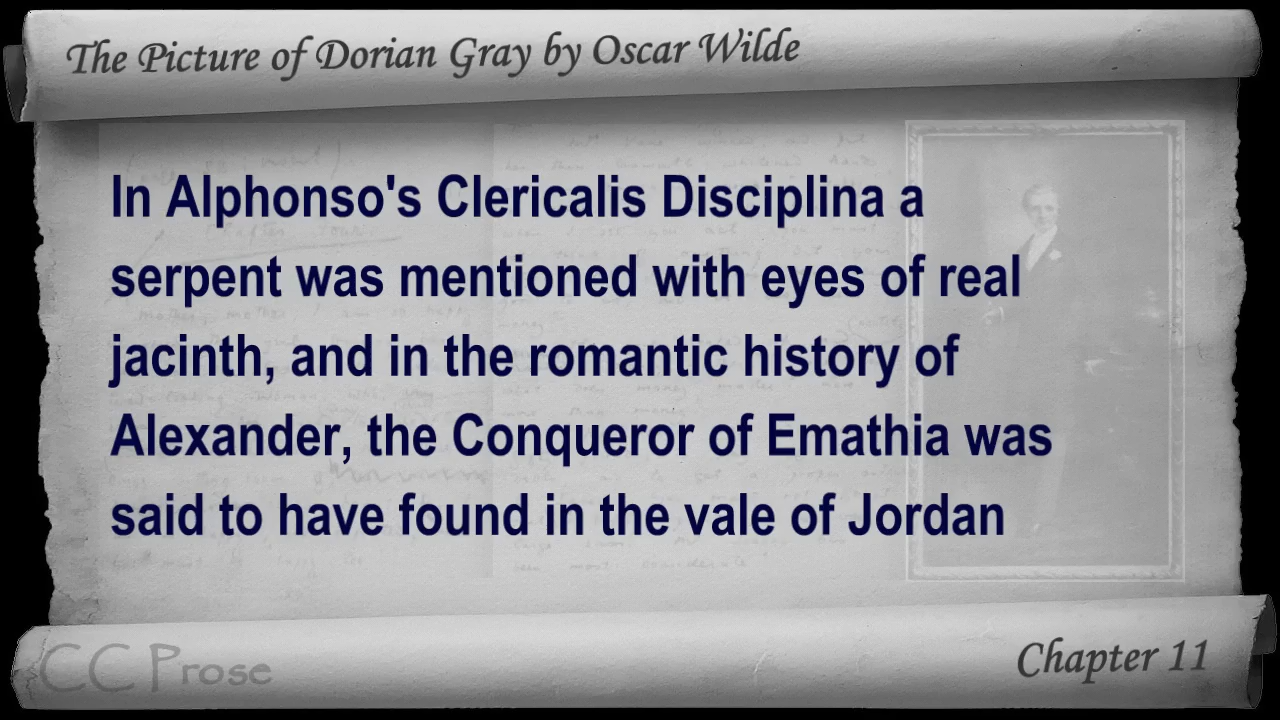 The Picture of Dorian Gray by Oscar Wilde
In Alphonso's Clericalis Disciplina a
serpent was mentioned with eyes of real
jacinth, and in the romantic history of
Alexander, the Conqueror of Emathia was
said to have found in the vale of Jordan
CC Prose
Chapter 11